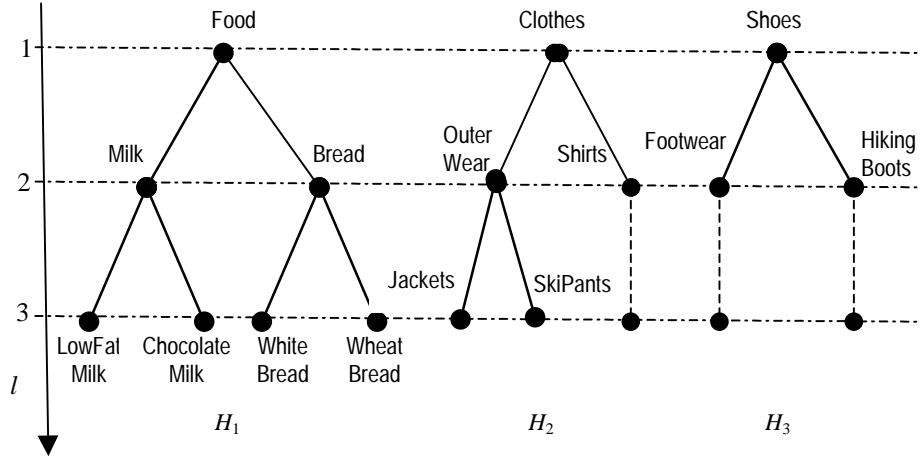 Food Clothes Shoes
1
Milk Bread Outer Wear Shirts Footwear Hiking Boots
2
Jackets SkiPants
3
LowFat Milk Chocolate Milk White Bread Wheat Bread
l
H1 H2 H3